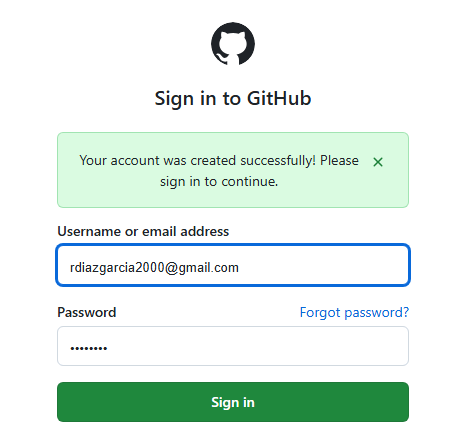 Sign in to GitHub
Your account was created successfully! Please
sign in to continue.
Username or email address
rdiazgarcia2000@gmail.com
Password Forgot password?
••••••••
Sign in